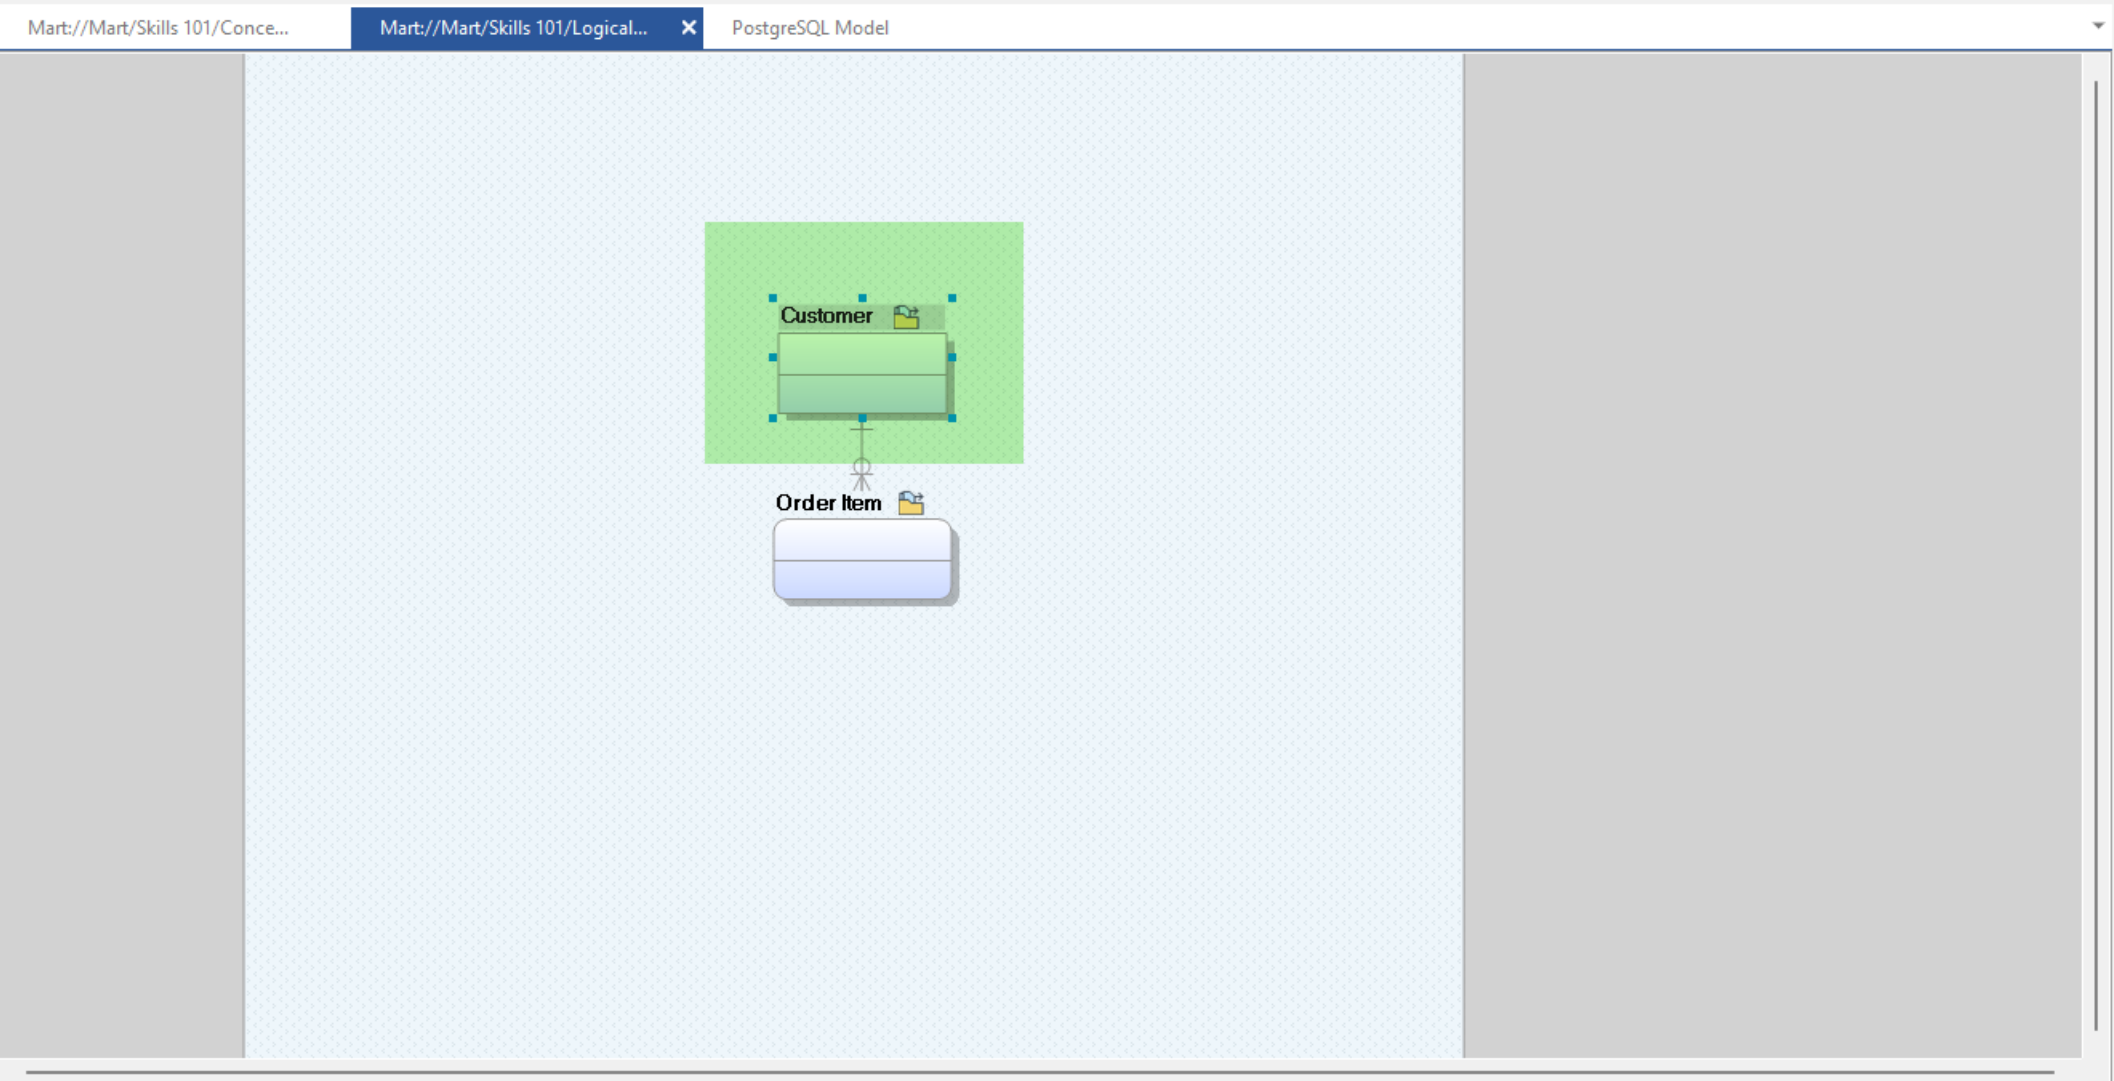 Mart://Mart/Skills 101/Conce...
Mart://Mart/Skills 101/Logical...
PostgreSQL Model
Customer
Order Item